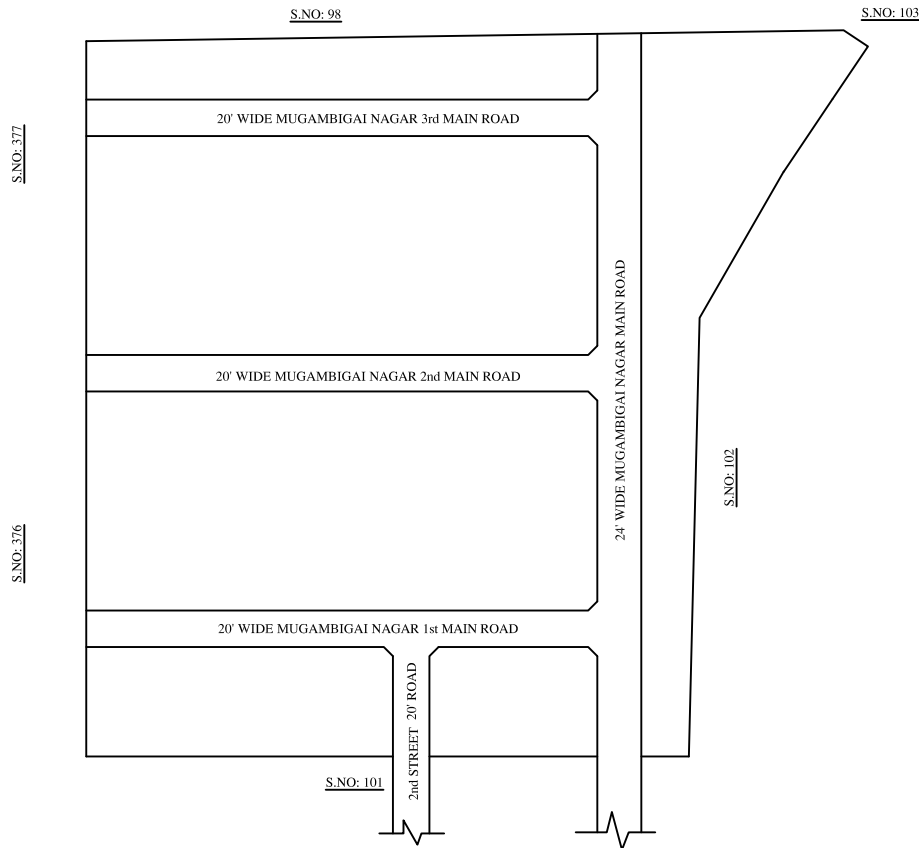 S.NO: 98
S.NO: 103
20' WIDE MUGAMBIGAI NAGAR 3rd MAIN ROAD
S.NO: 377
24' WIDE MUGAMBIGAI NAGAR MAIN ROAD
20' WIDE MUGAMBIGAI NAGAR 2nd MAIN ROAD
S.NO: 102
S.NO: 376
20' WIDE MUGAMBIGAI NAGAR 1st MAIN ROAD
2nd STREET 20' ROAD
S.NO: 101